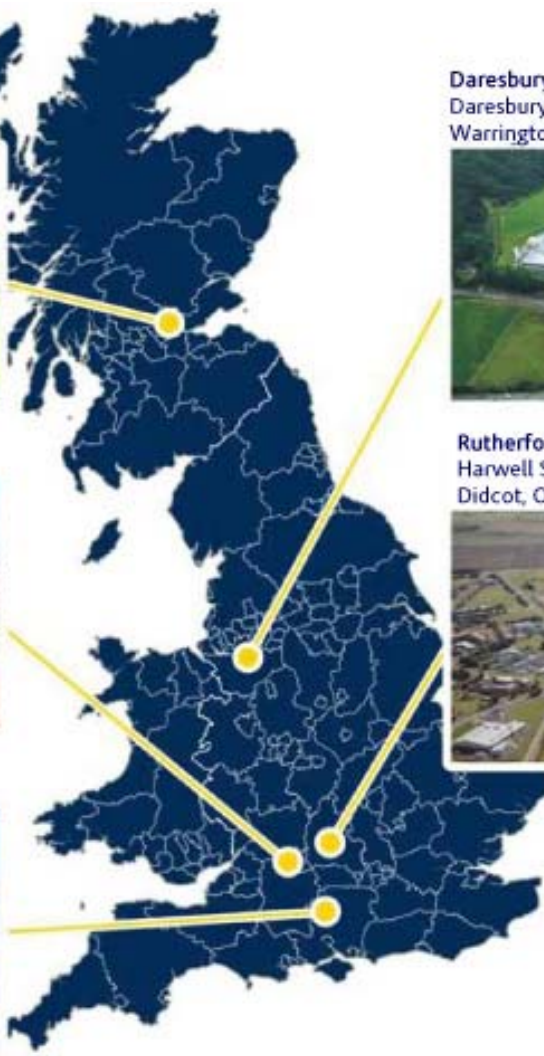 Daresbury
Daresbury
Warringto
Rutherfo
Harwell S
Didcot, O